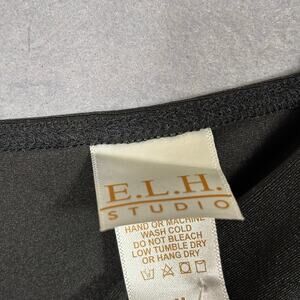 E.L.H.
STUDIO
HAND OR MACHINE
WASH COLD
DO NOT BLEACH
LOW TUMBLE DRY
OR HANG DRY